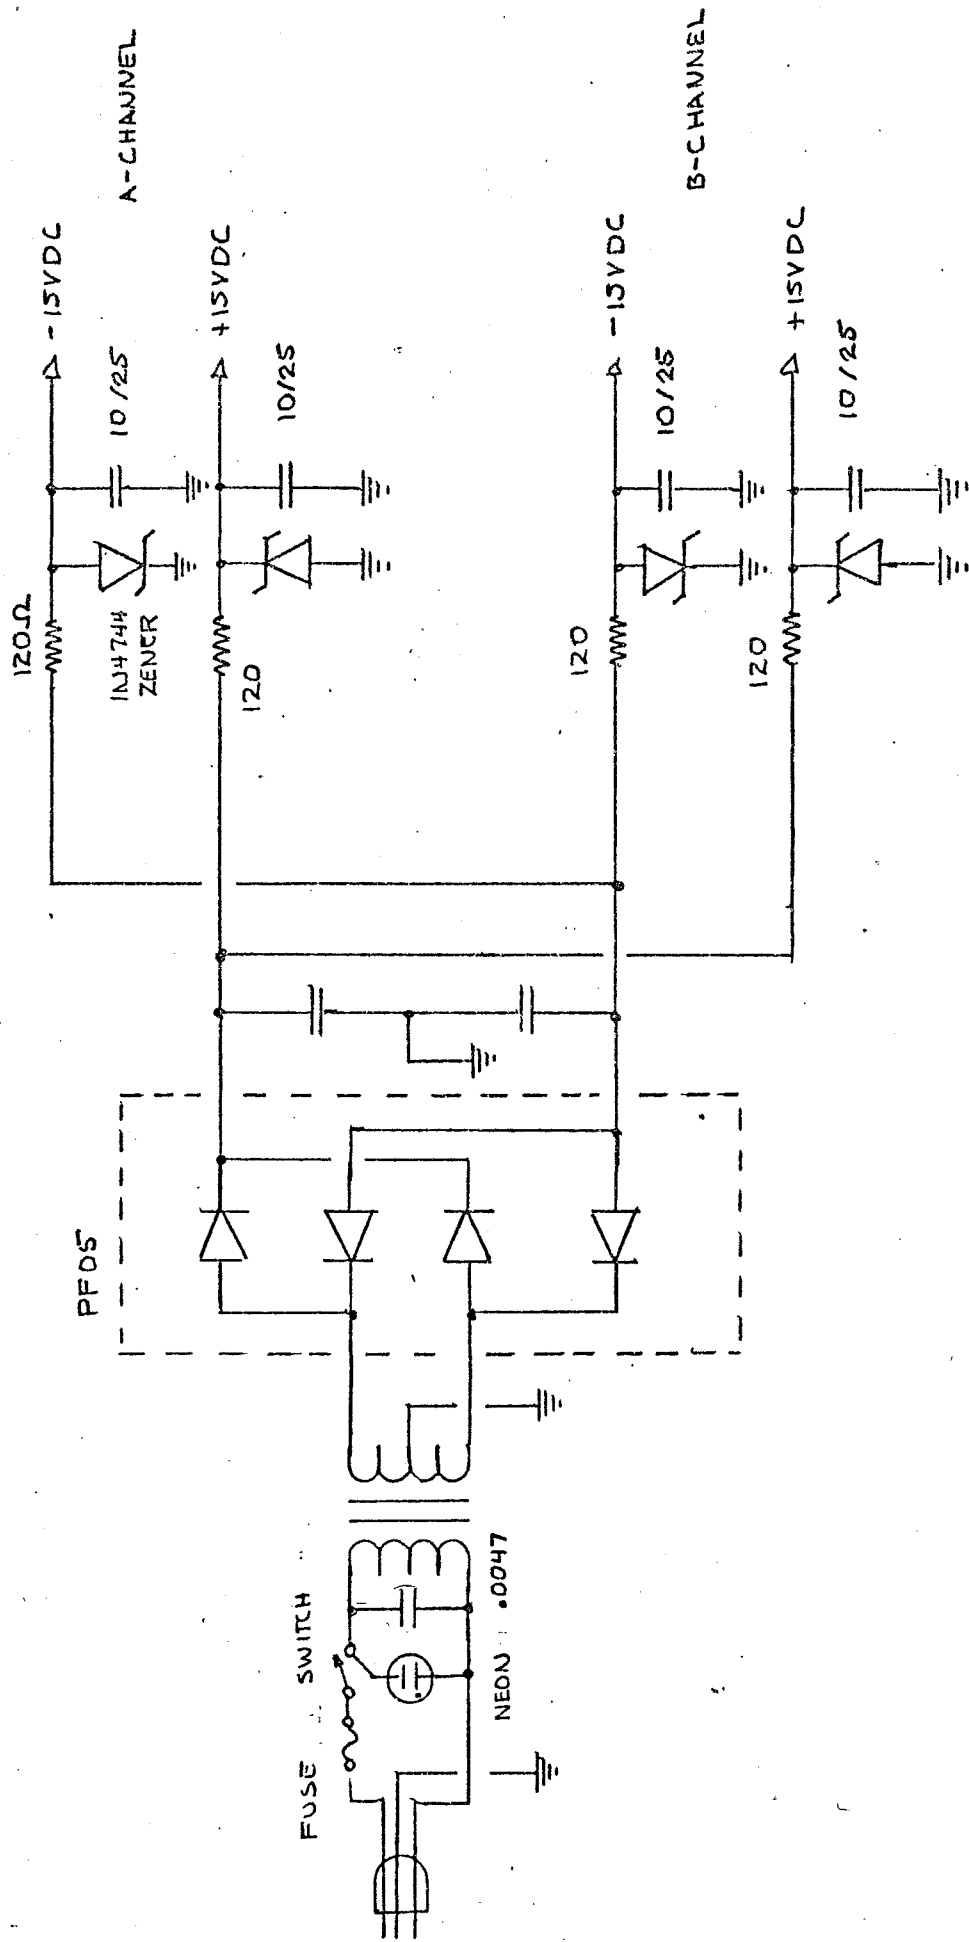 FUSE
SWITCH
NEON
.0047
PF05
120Ω
1N4744
ZENER
10/25
-15VDC
A-CHANNEL
120
10/25
+15VDC
120
10/25
-15VDC
B-CHANNEL
120
10/25
+15VDC